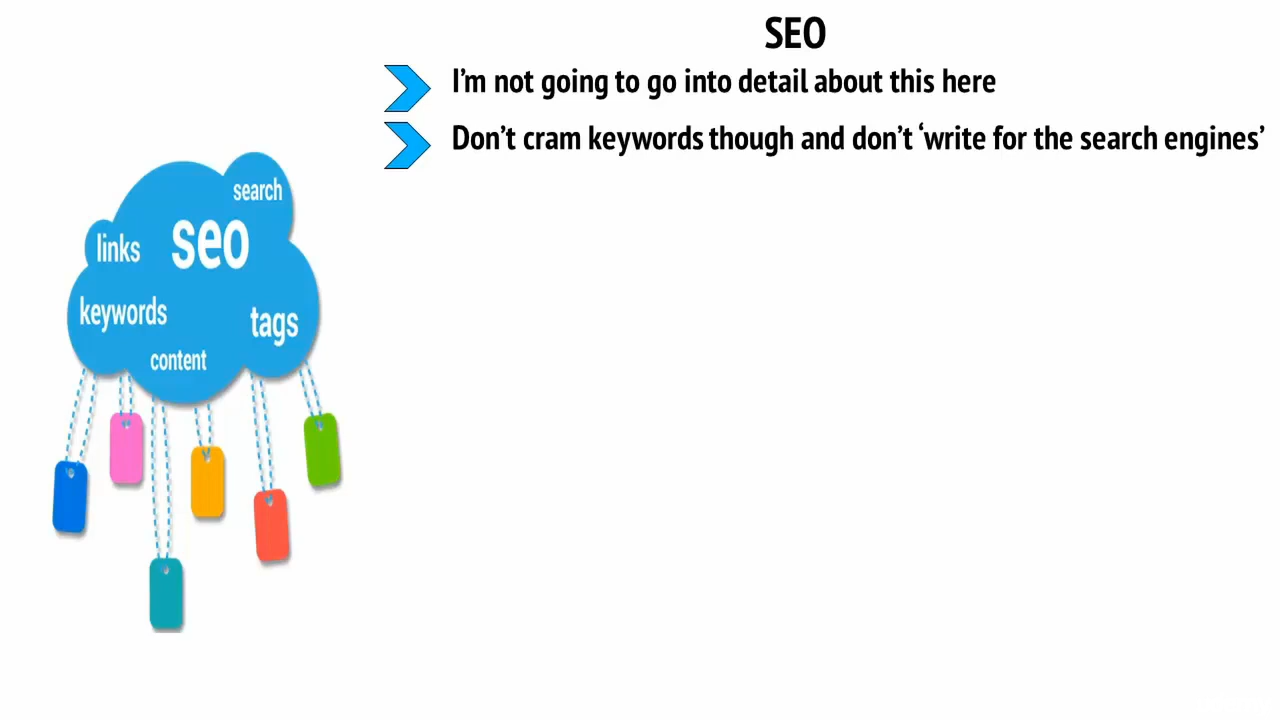 SEO
I'm not going to go into detail about this here
Don't cram keywords though and don't ‘write for the search engines’
search
links
seo
keywords
tags
content